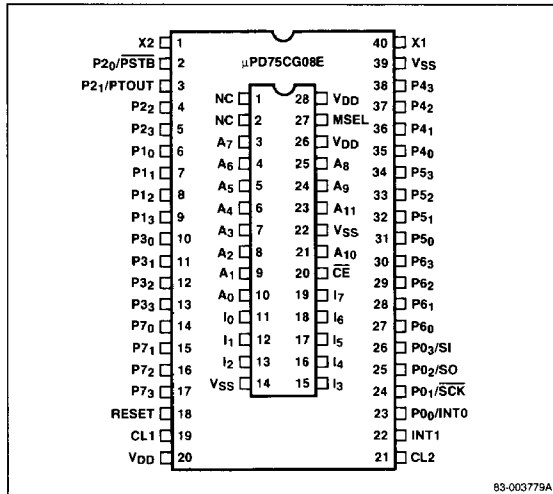 X2 1 µPD75CG08E 40 X1
P2₀/P̅S̅T̅B̅ 2 39 VSS
P2₁/PTOUT 3 38 P4₃
P2₂ 4 NC 1 28 VDD 37 P4₂
P2₃ 5 NC 2 27 MSEL 36 P4₁
P1₀ 6 A₇ 3 26 VDD 35 P4₀
P1₁ 7 A₆ 4 25 A₈ 34 P5₃
P1₂ 8 A₅ 5 24 A₉ 33 P5₂
P1₃ 9 A₄ 6 23 A₁₁ 32 P5₁
P3₀ 10 A₃ 7 22 VSS 31 P5₀
P3₁ 11 A₂ 8 21 A₁₀ 30 P6₃
P3₂ 12 A₁ 9 20 C̅E̅ 29 P6₂
P3₃ 13 A₀ 10 19 I₇ 28 P6₁
P7₀ 14 I₀ 11 18 I₆ 27 P6₀
P7₁ 15 I₁ 12 17 I₅ 26 P0₃/SI
P7₂ 16 I₂ 13 16 I₄ 25 P0₂/SO
P7₃ 17 VSS 14 15 I₃ 24 P0₁/S̅C̅K̅
RESET 18 23 P0₀/INT0
CL1 19 22 INT1
VDD 20 21 CL2
83-003779A